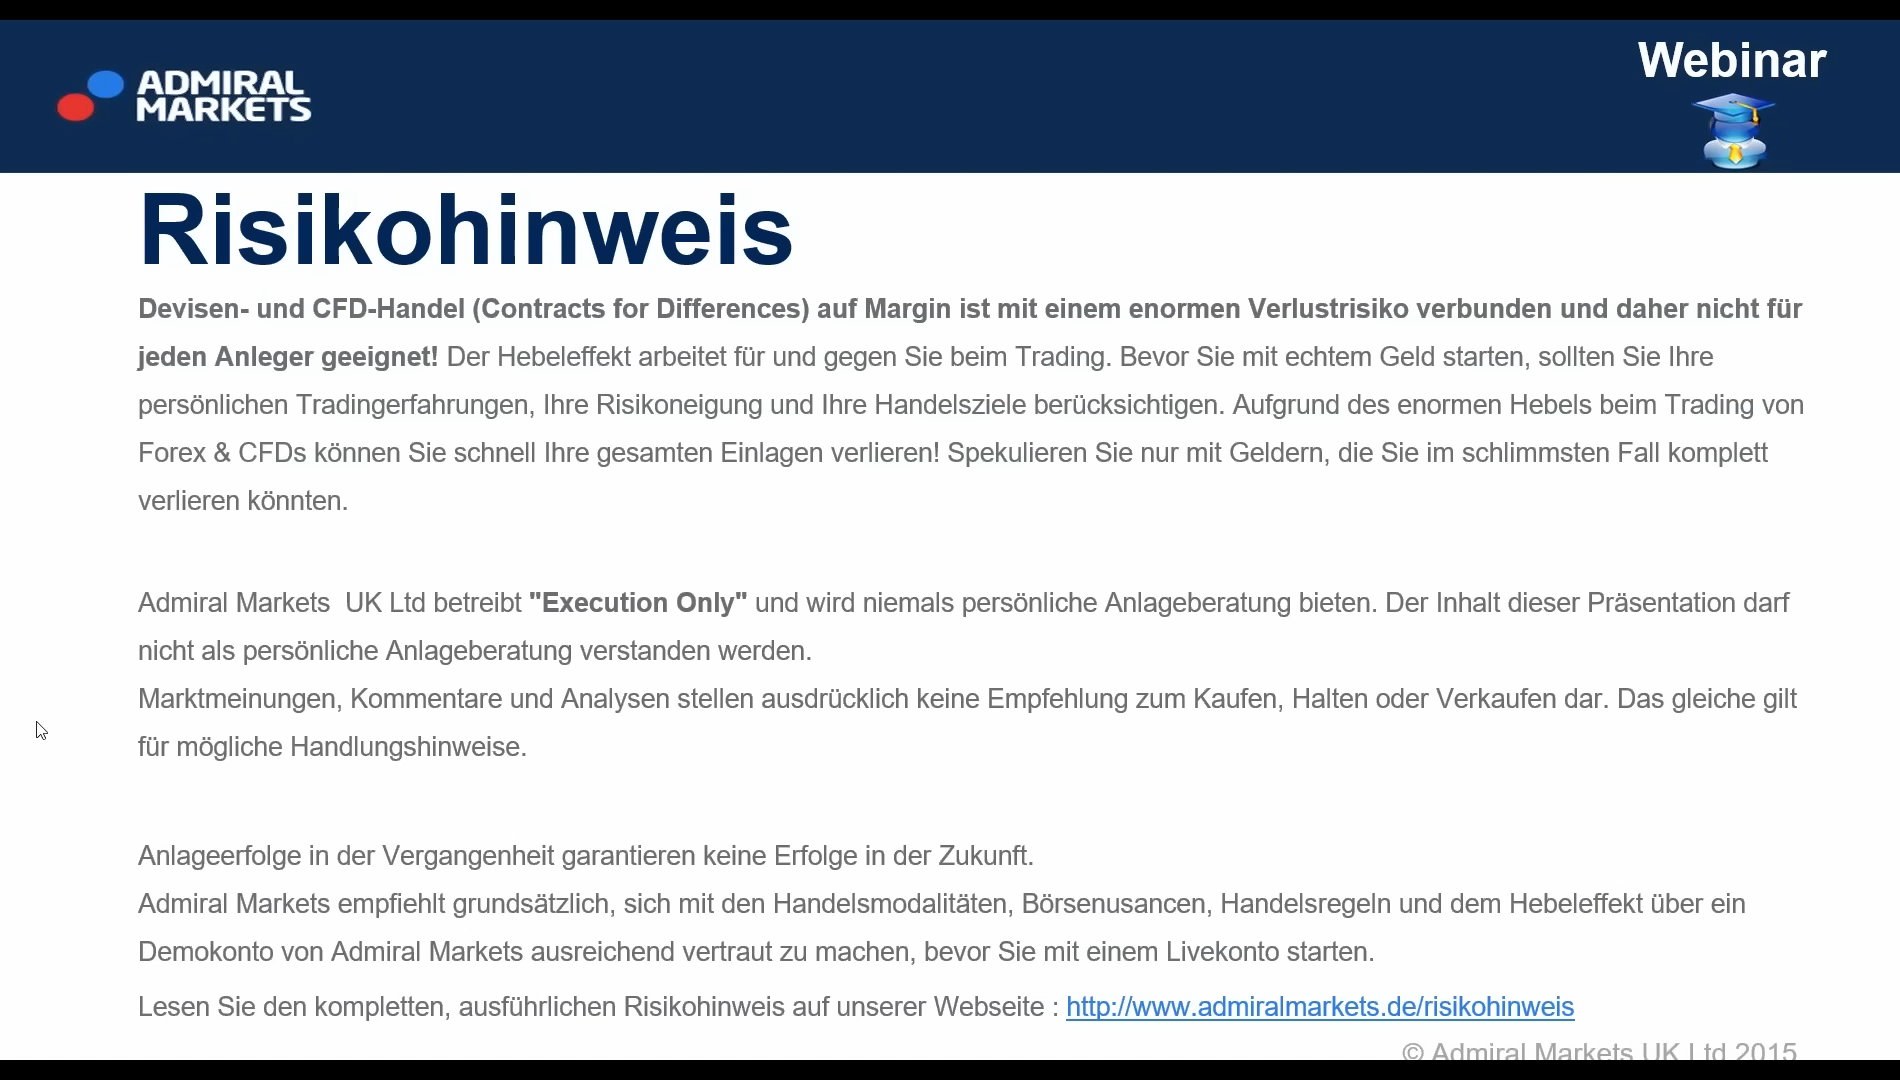 ADMIRAL
MARKETS
Webinar
Risikohinweis
Devisen- und CFD-Handel (Contracts for Differences) auf Margin ist mit einem enormen Verlustrisiko verbunden und daher nicht für
jeden Anleger geeignet! Der Hebeleffekt arbeitet für und gegen Sie beim Trading. Bevor Sie mit echtem Geld starten, sollten Sie Ihre
persönlichen Tradingerfahrungen, Ihre Risikoneigung und Ihre Handelsziele berücksichtigen. Aufgrund des enormen Hebels beim Trading von
Forex & CFDs können Sie schnell Ihre gesamten Einlagen verlieren! Spekulieren Sie nur mit Geldern, die Sie im schlimmsten Fall komplett
verlieren könnten.
Admiral Markets  UK Ltd betreibt "Execution Only" und wird niemals persönliche Anlageberatung bieten. Der Inhalt dieser Präsentation darf
nicht als persönliche Anlageberatung verstanden werden.
Marktmeinungen, Kommentare und Analysen stellen ausdrücklich keine Empfehlung zum Kaufen, Halten oder Verkaufen dar. Das gleiche gilt
für mögliche Handlungshinweise.
Anlageerfolge in der Vergangenheit garantieren keine Erfolge in der Zukunft.
Admiral Markets empfiehlt grundsätzlich, sich mit den Handelsmodalitäten, Börsenusancen, Handelsregeln und dem Hebeleffekt über ein
Demokonto von Admiral Markets ausreichend vertraut zu machen, bevor Sie mit einem Livekonto starten.
Lesen Sie den kompletten, ausführlichen Risikohinweis auf unserer Webseite : http://www.admiralmarkets.de/risikohinweis
© Admiral Markets UK Ltd 2015